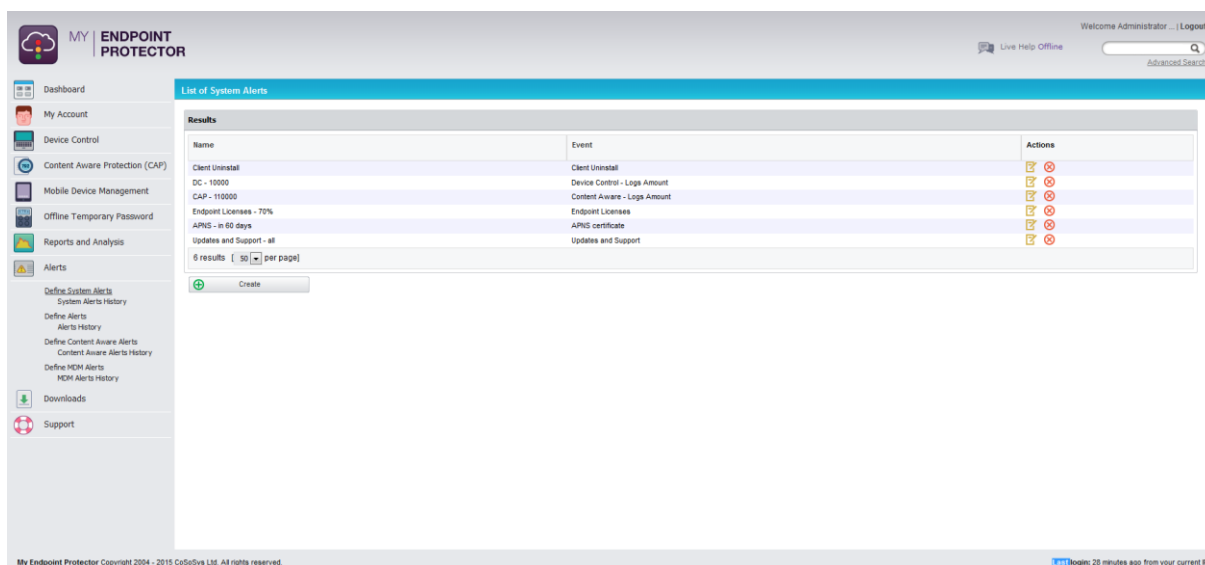 Welcome Administrator ... | Logout
MY | ENDPOINT
PROTECTOR
Live Help Offline
Advanced Search
Dashboard
My Account
Device Control
Content Aware Protection (CAP)
Mobile Device Management
Offline Temporary Password
Reports and Analysis
Alerts
Define System Alerts
System Alerts History
Define Alerts
Alerts History
Define Content Aware Alerts
Content Aware Alerts History
Define MDM Alerts
MDM Alerts History
Downloads
Support
List of System Alerts
Results
Name Event Actions
Client Uninstall Client Uninstall
DC - 10000 Device Control - Logs Amount
CAP - 110000 Content Aware - Logs Amount
Endpoint Licenses - 70% Endpoint Licenses
APNS - in 60 days APNS certificate
Updates and Support - all Updates and Support
6 results [ 50 per page]
Create
My Endpoint Protector Copyright 2004 - 2015 CoSoSys Ltd. All rights reserved.
Last login: 28 minutes ago from your current